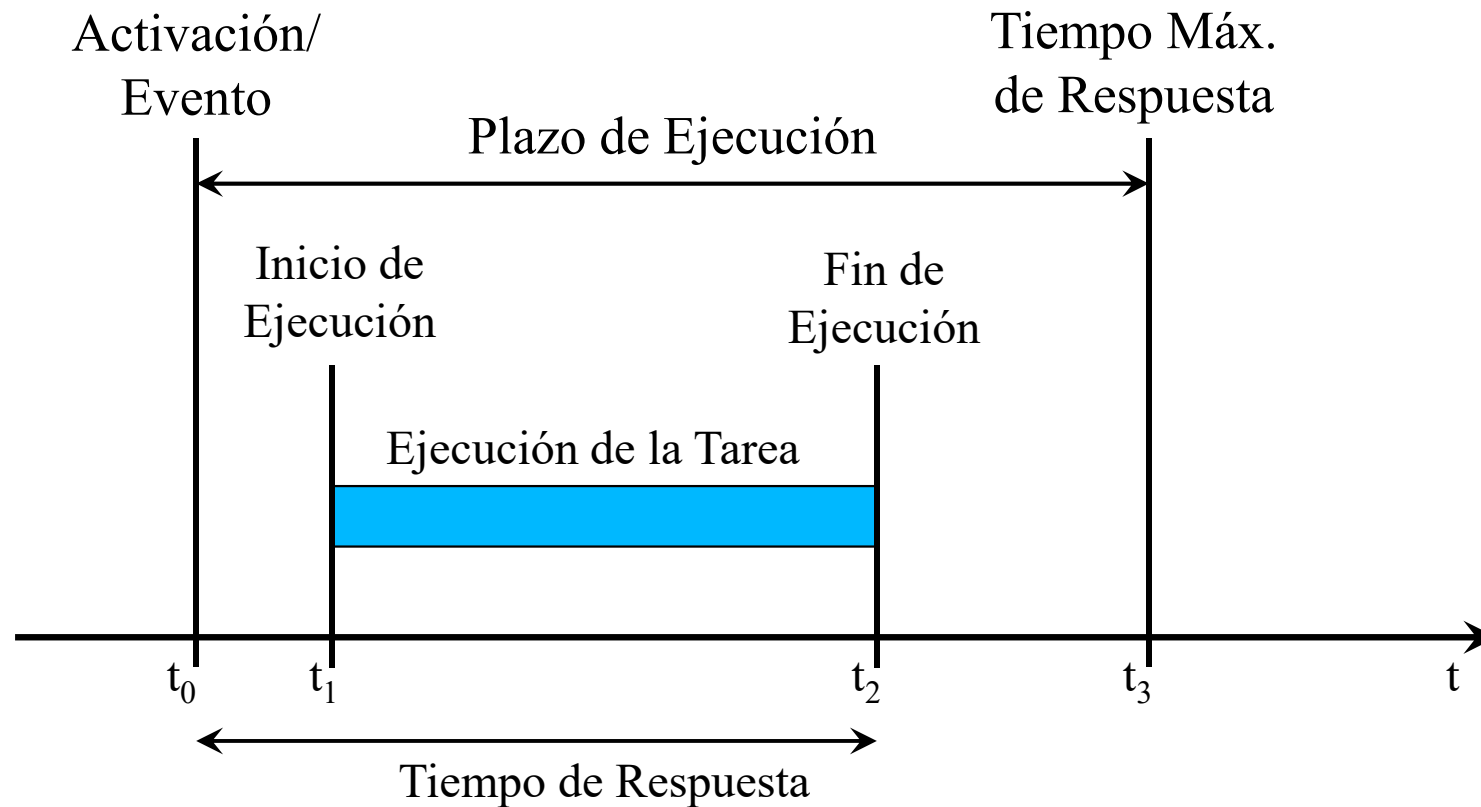 Activación/
Evento
Tiempo Máx.
de Respuesta
Plazo de Ejecución
Inicio de
Ejecución
Fin de
Ejecución
Ejecución de la Tarea
t₀
t₁
t₂
t₃
t
Tiempo de Respuesta